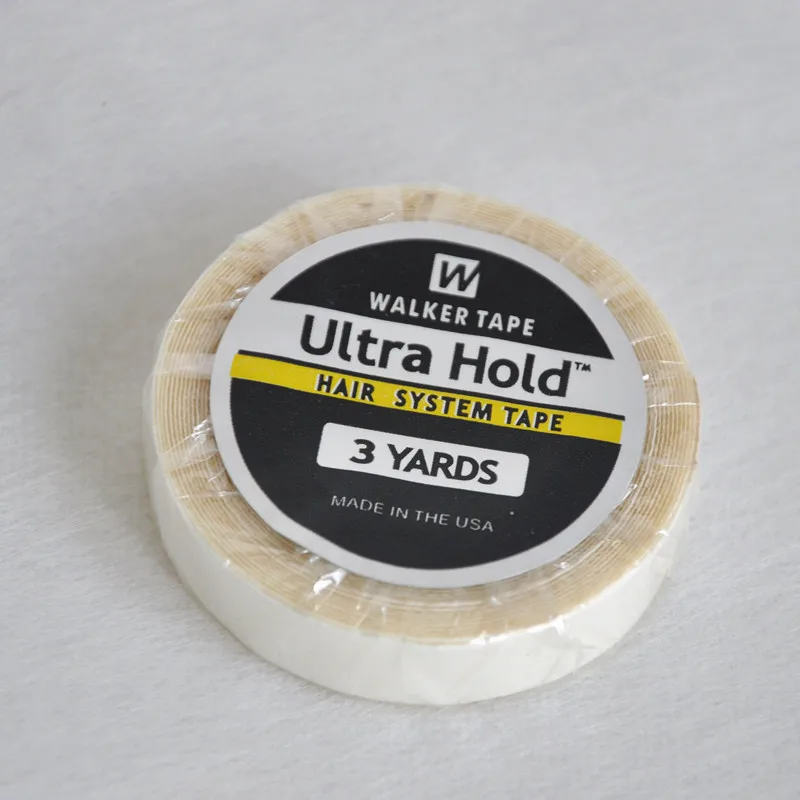 W
WALKER TAPE
Ultra Hold™
HAIR SYSTEM TAPE
3 YARDS
MADE IN THE USA